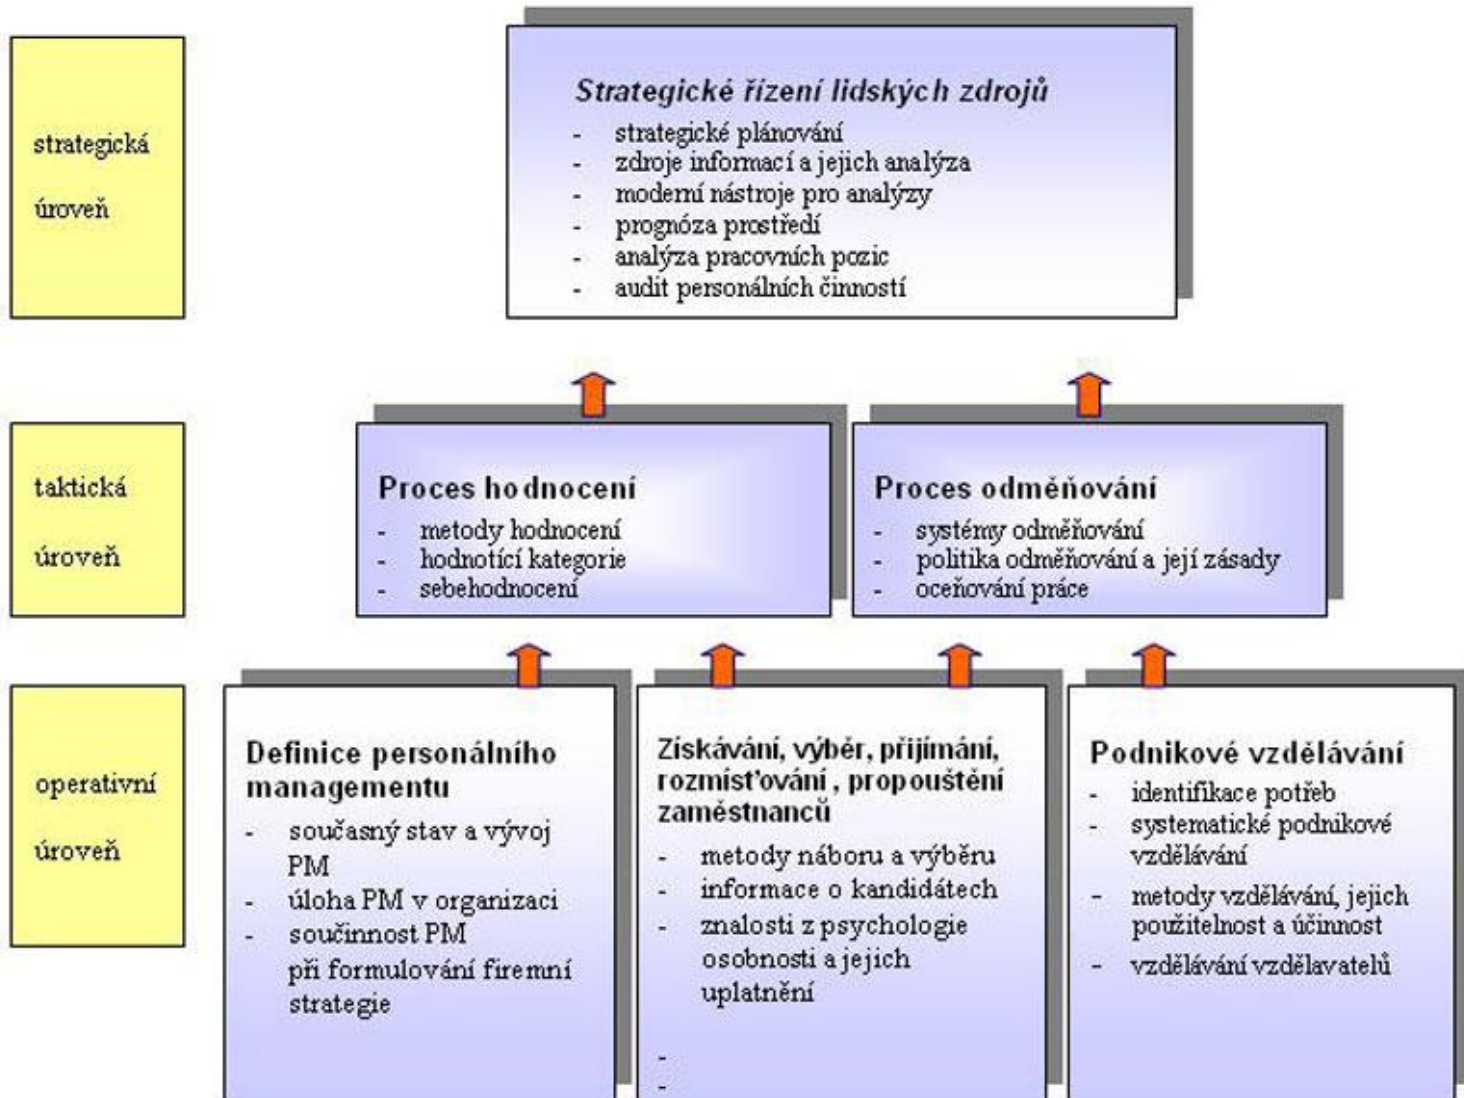 strategická
úroveň
Strategické řízení lidských zdrojů
- strategické plánování
- zdroje informací a jejich analýza
- moderní nástroje pro analýzy
- prognóza prostředí
- analýza pracovních pozic
- audit personálních činností
taktická
úroveň
Proces hodnocení
- metody hodnocení
- hodnotící kategorie
- sebehodnocení
Proces odměňování
- systémy odměňování
- politika odměňování a její zásady
- oceňování práce
operativní
úroveň
Definice personálního
managementu
- současný stav a vývoj
PM
- úloha PM v organizaci
- součinnost PM
při formulování firemní
strategie
Získávání, výběr, přijímání,
rozmísťování , propouštění
zaměstnanců
- metody náboru a výběru
- informace o kandidátech
- znalosti z psychologie
osobnosti a jejich
uplatnění
-
-
Podnikové vzdělávání
- identifikace potřeb
- systematické podnikové
vzdělávání
- metody vzdělávání, jejich
použitelnost a účinnost
- vzdělávání vzdělavatelů